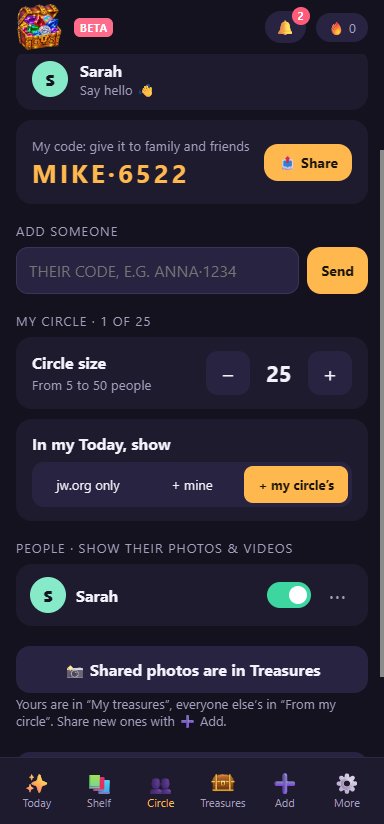 BETA
2
0
S
Sarah
Say hello 👋
My code: give it to family and friends
MIKE·6522
Share
ADD SOMEONE
THEIR CODE, E.G. ANNA·1234
Send
MY CIRCLE · 1 OF 25
Circle size
From 5 to 50 people
− 25 +
In my Today, show
jw.org only + mine + my circle’s
PEOPLE · SHOW THEIR PHOTOS & VIDEOS
S
Sarah
...
📷 Shared photos are in Treasures
Yours are in “My treasures”, everyone else’s in “From my
circle”. Share new ones with ➕ Add.
Today Shelf Circle Treasures Add More